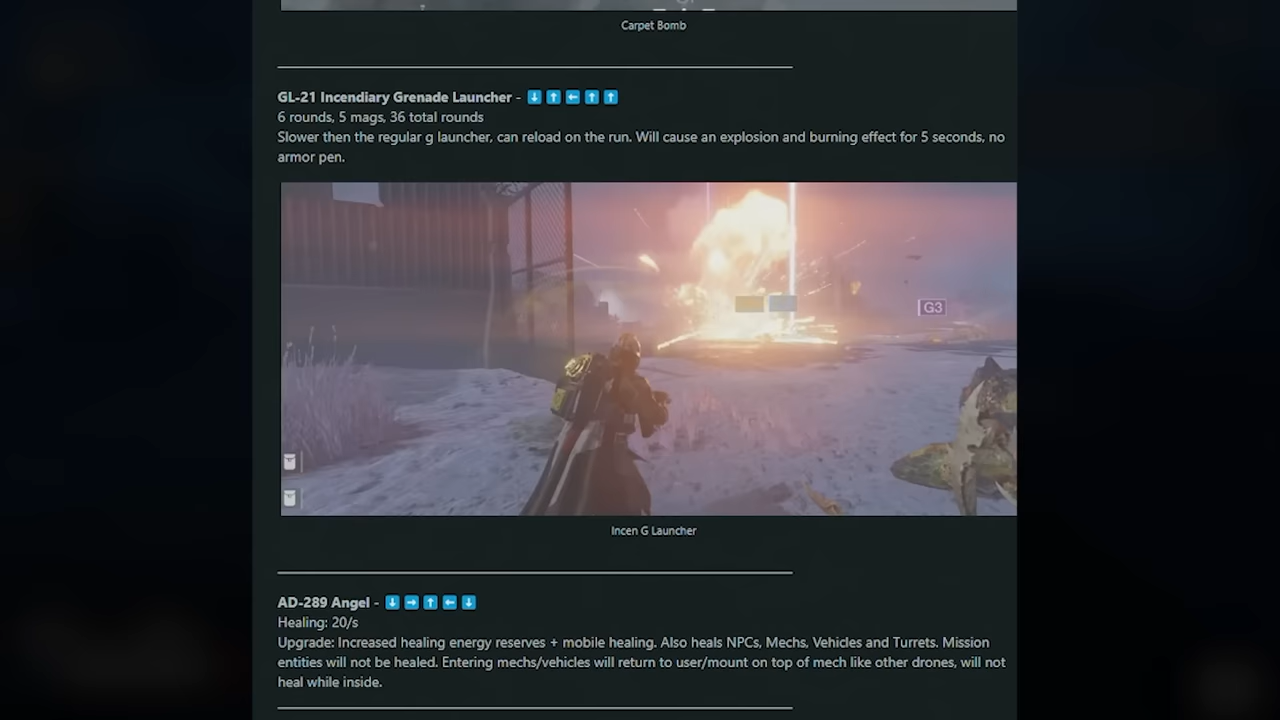 Carpet Bomb
GL-21 Incendiary Grenade Launcher - ⬇️⬆️⬅️⬆️⬆️
6 rounds, 5 mags, 36 total rounds
Slower then the regular g launcher, can reload on the run. Will cause an explosion and burning effect for 5 seconds, no
armor pen.
G3
Incen G Launcher
AD-289 Angel - ⬇️➡️⬆️⬅️⬇️
Healing: 20/s
Upgrade: Increased healing energy reserves + mobile healing. Also heals NPCs, Mechs, Vehicles and Turrets. Mission
entities will not be healed. Entering mechs/vehicles will return to user/mount on top of mech like other drones, will not
heal while inside.